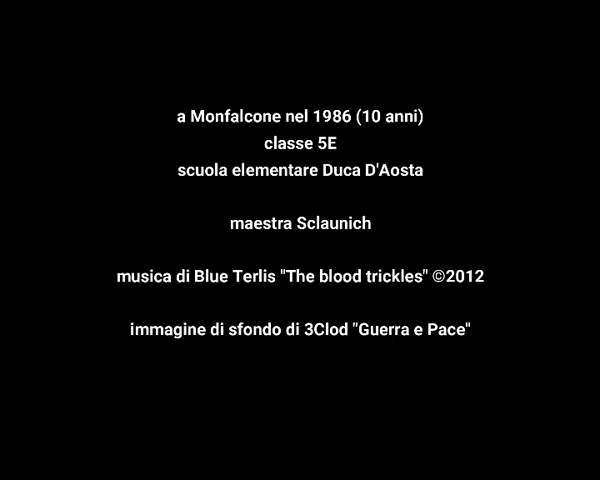 a Monfalcone nel 1986 (10 anni)
classe 5E
scuola elementare Duca D'Aosta
maestra Sclaunich
musica di Blue Terlis "The blood trickles" ©2012
immagine di sfondo di 3Clod "Guerra e Pace"